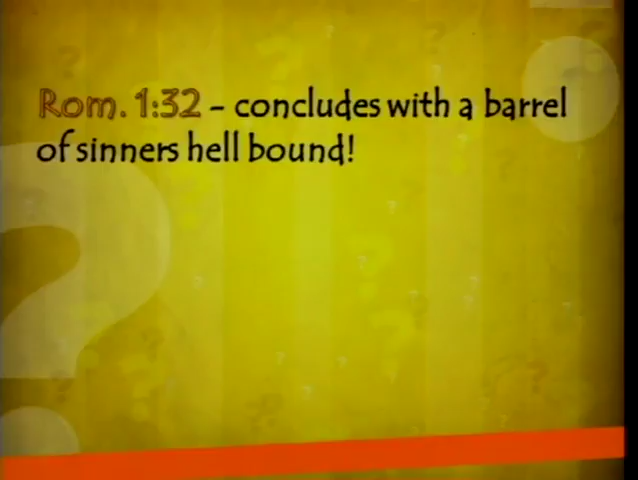 Rom. 1:32 - concludes with a barrel
of sinners hell bound!